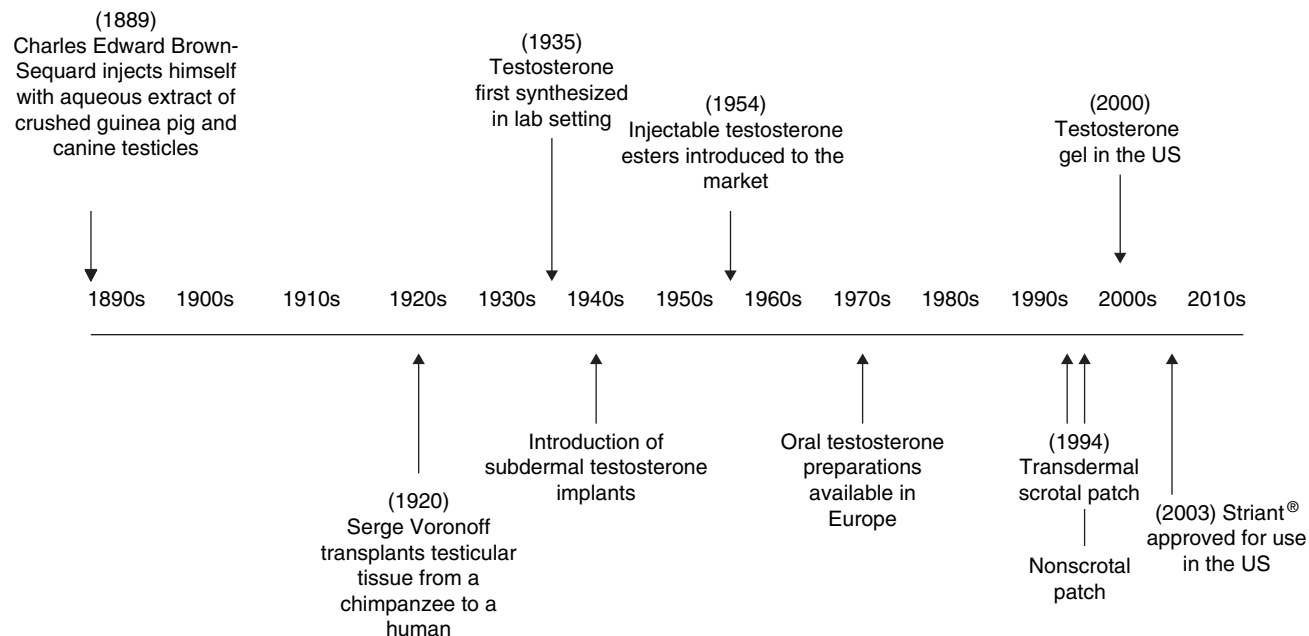 (1889)
Charles Edward Brown-
Sequard injects himself
with aqueous extract of
crushed guinea pig and
canine testicles
(1935)
Testosterone
first synthesized
in lab setting
(1954)
Injectable testosterone
esters introduced to the
market
(2000)
Testosterone
gel in the US
1890s 1900s 1910s 1920s 1930s 1940s 1950s 1960s 1970s 1980s 1990s 2000s 2010s
(1920)
Serge Voronoff
transplants testicular
tissue from a
chimpanzee to a
human
Introduction of
subdermal testosterone
implants
Oral testosterone
preparations
available in
Europe
(1994)
Transdermal
scrotal patch
Nonscrotal
patch
(2003) Striant®
approved for use
in the US